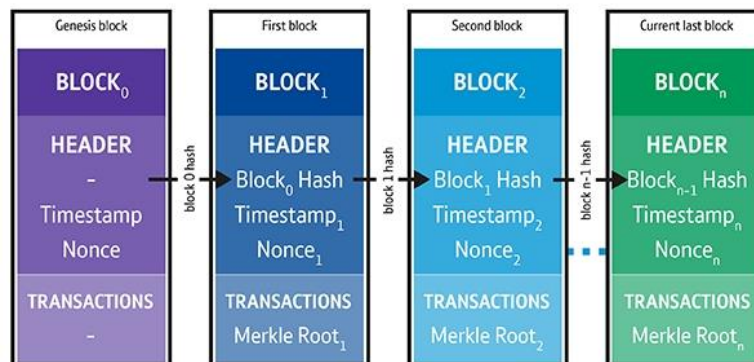 Genesis block
BLOCK₀
HEADER
-
Timestamp
Nonce
TRANSACTIONS
-
block 0 hash
First block
BLOCK₁
HEADER
Block₀ Hash
Timestamp₁
Nonce₁
TRANSACTIONS
Merkle Root₁
block 1 hash
Second block
BLOCK₂
HEADER
Block₁ Hash
Timestamp₂
Nonce₂
TRANSACTIONS
Merkle Root₂
block n-1 hash
Current last block
BLOCKₙ
HEADER
Blockₙ₋₁ Hash
Timestampₙ
Nonceₙ
TRANSACTIONS
Merkle Rootₙ